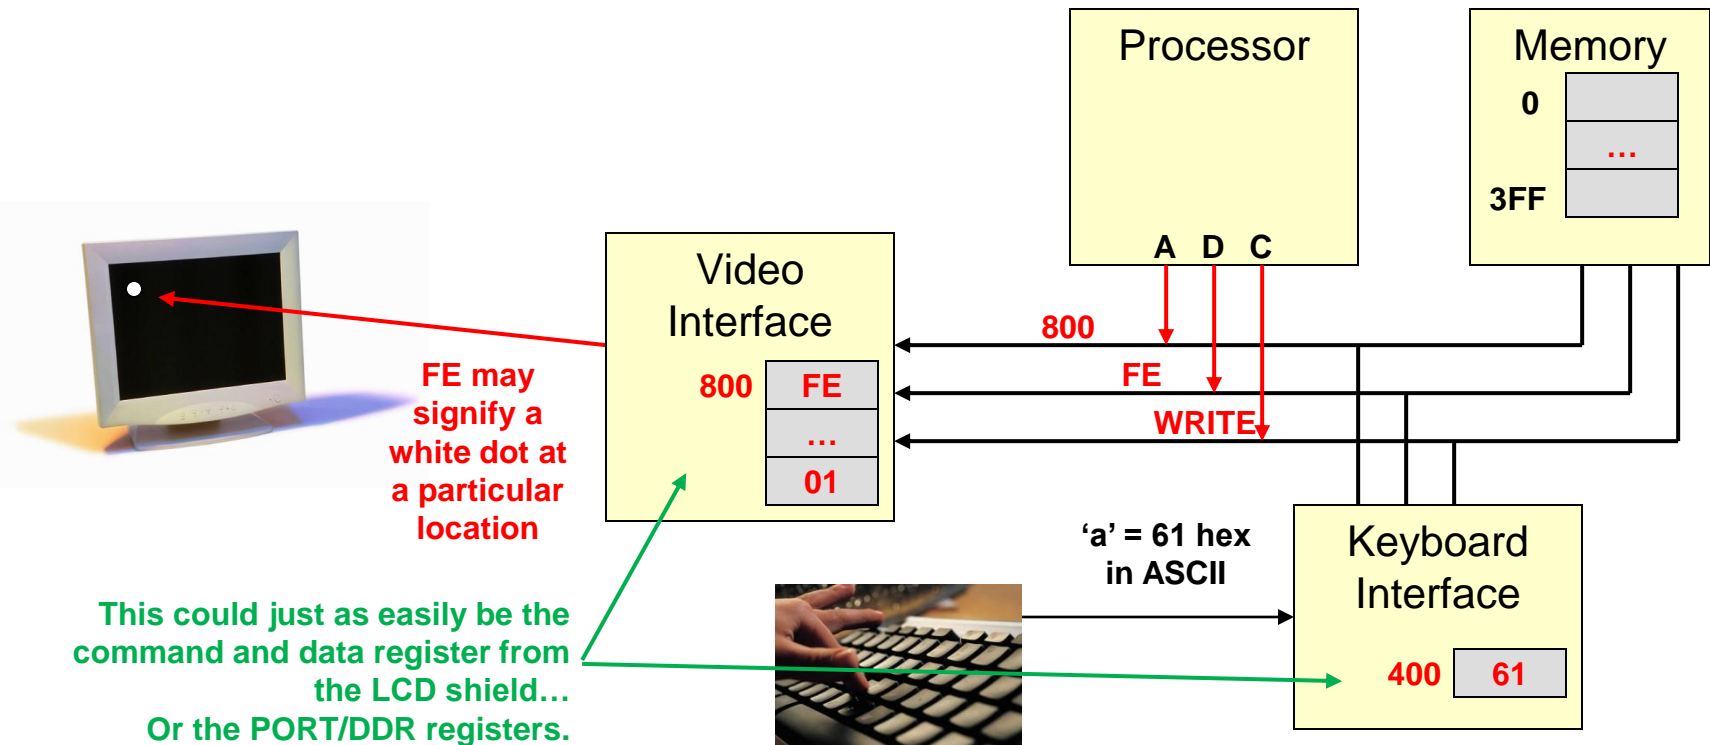 Processor
A D C
Memory
0
…
3FF
Video
Interface
800 FE
…
01
800
FE
WRITE
FE may
signify a
white dot at
a particular
location
‘a’ = 61 hex
in ASCII
Keyboard
Interface
400 61
This could just as easily be the
command and data register from
the LCD shield…
Or the PORT/DDR registers.